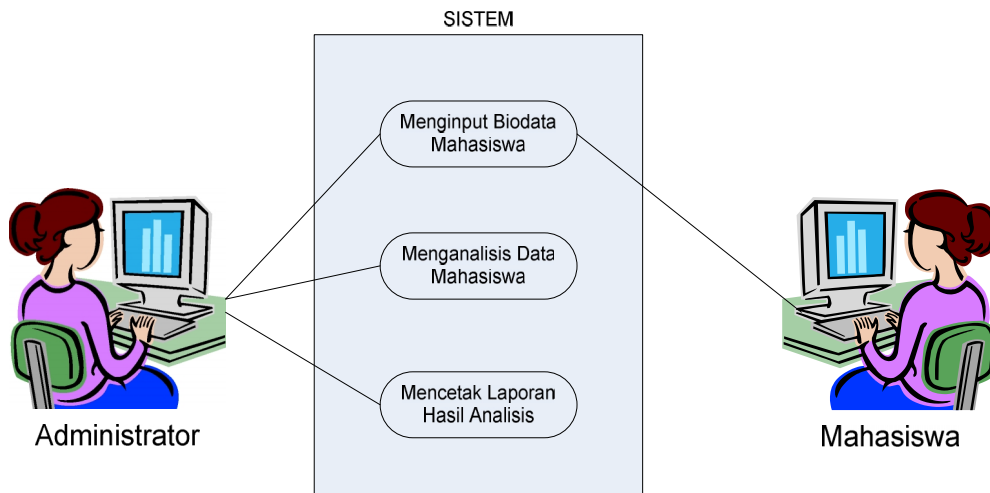 SISTEM
Menginput Biodata
Mahasiswa
Menganalisis Data
Mahasiswa
Mencetak Laporan
Hasil Analisis
Administrator
Mahasiswa